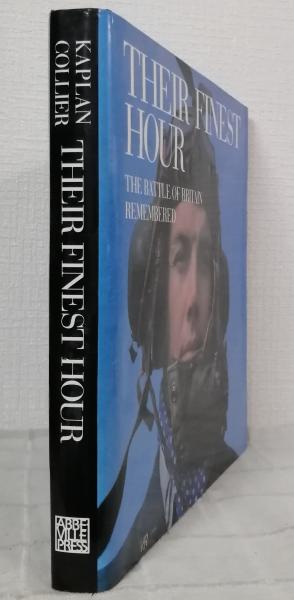 KAPLAN
COLLIER
THEIR FINEST HOUR
ABBE
VILLE
PRESS
THEIR FINEST
HOUR
THE BATTLE OF BRITAIN
REMEMBERED